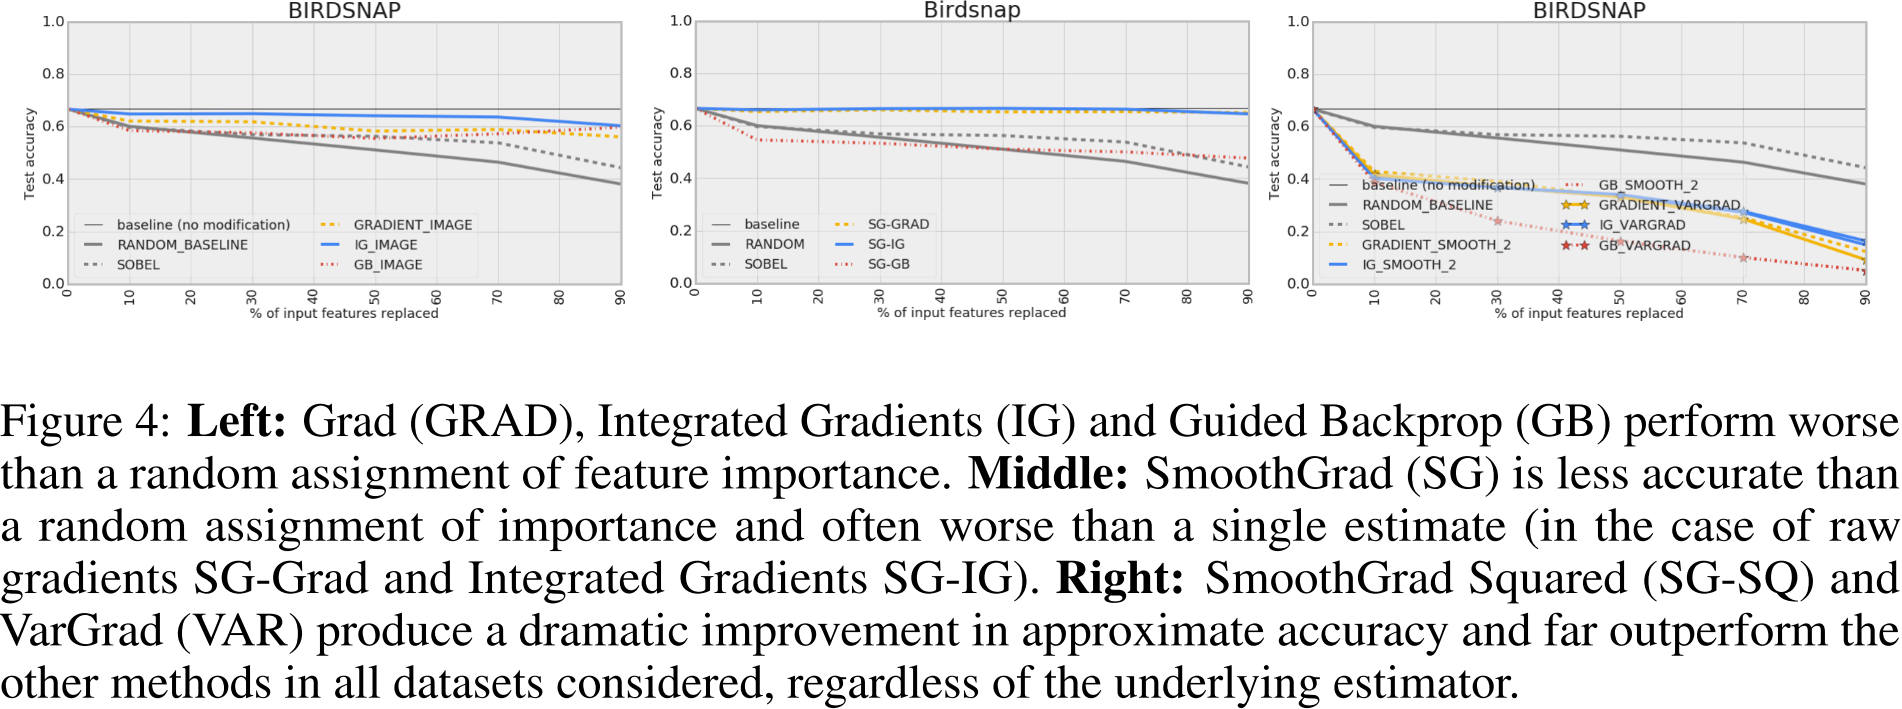 BIRDSNAP
1.0
0.8
0.6
0.4
0.2
0.0
Test accuracy
baseline (no modification)
RANDOM_BASELINE
SOBEL
GRADIENT_IMAGE
IG_IMAGE
GB_IMAGE
0 10 20 30 40 50 60 70 80 90
% of input features replaced
Birdsnap
1.0
0.8
0.6
0.4
0.2
0.0
Test accuracy
baseline
RANDOM
SOBEL
SG-GRAD
SG-IG
SG-GB
0 10 20 30 40 50 60 70 80 90
% of input features replaced
BIRDSNAP
1.0
0.8
0.6
0.4
0.2
0.0
Test accuracy
baseline (no modification)
RANDOM_BASELINE
SOBEL
GRADIENT_SMOOTH_2
IG_SMOOTH_2
GB_SMOOTH_2
GRADIENT_VARGRAD
IG_VARGRAD
GB_VARGRAD
0 10 20 30 40 50 60 70 80 90
% of input features replaced
Figure 4: Left: Grad (GRAD), Integrated Gradients (IG) and Guided Backprop (GB) perform worse
than a random assignment of feature importance. Middle: SmoothGrad (SG) is less accurate than
a random assignment of importance and often worse than a single estimate (in the case of raw
gradients SG-Grad and Integrated Gradients SG-IG). Right: SmoothGrad Squared (SG-SQ) and
VarGrad (VAR) produce a dramatic improvement in approximate accuracy and far outperform the
other methods in all datasets considered, regardless of the underlying estimator.